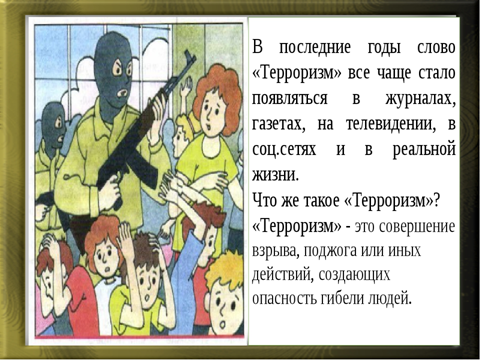 В последние годы слово
«Терроризм» все чаще стало
появляться в журналах,
газетах, на телевидении, в
соц.сетях и в реальной
жизни.
Что же такое «Терроризм»?
«Терроризм» - это совершение
взрыва, поджога или иных
действий, создающих
опасность гибели людей.